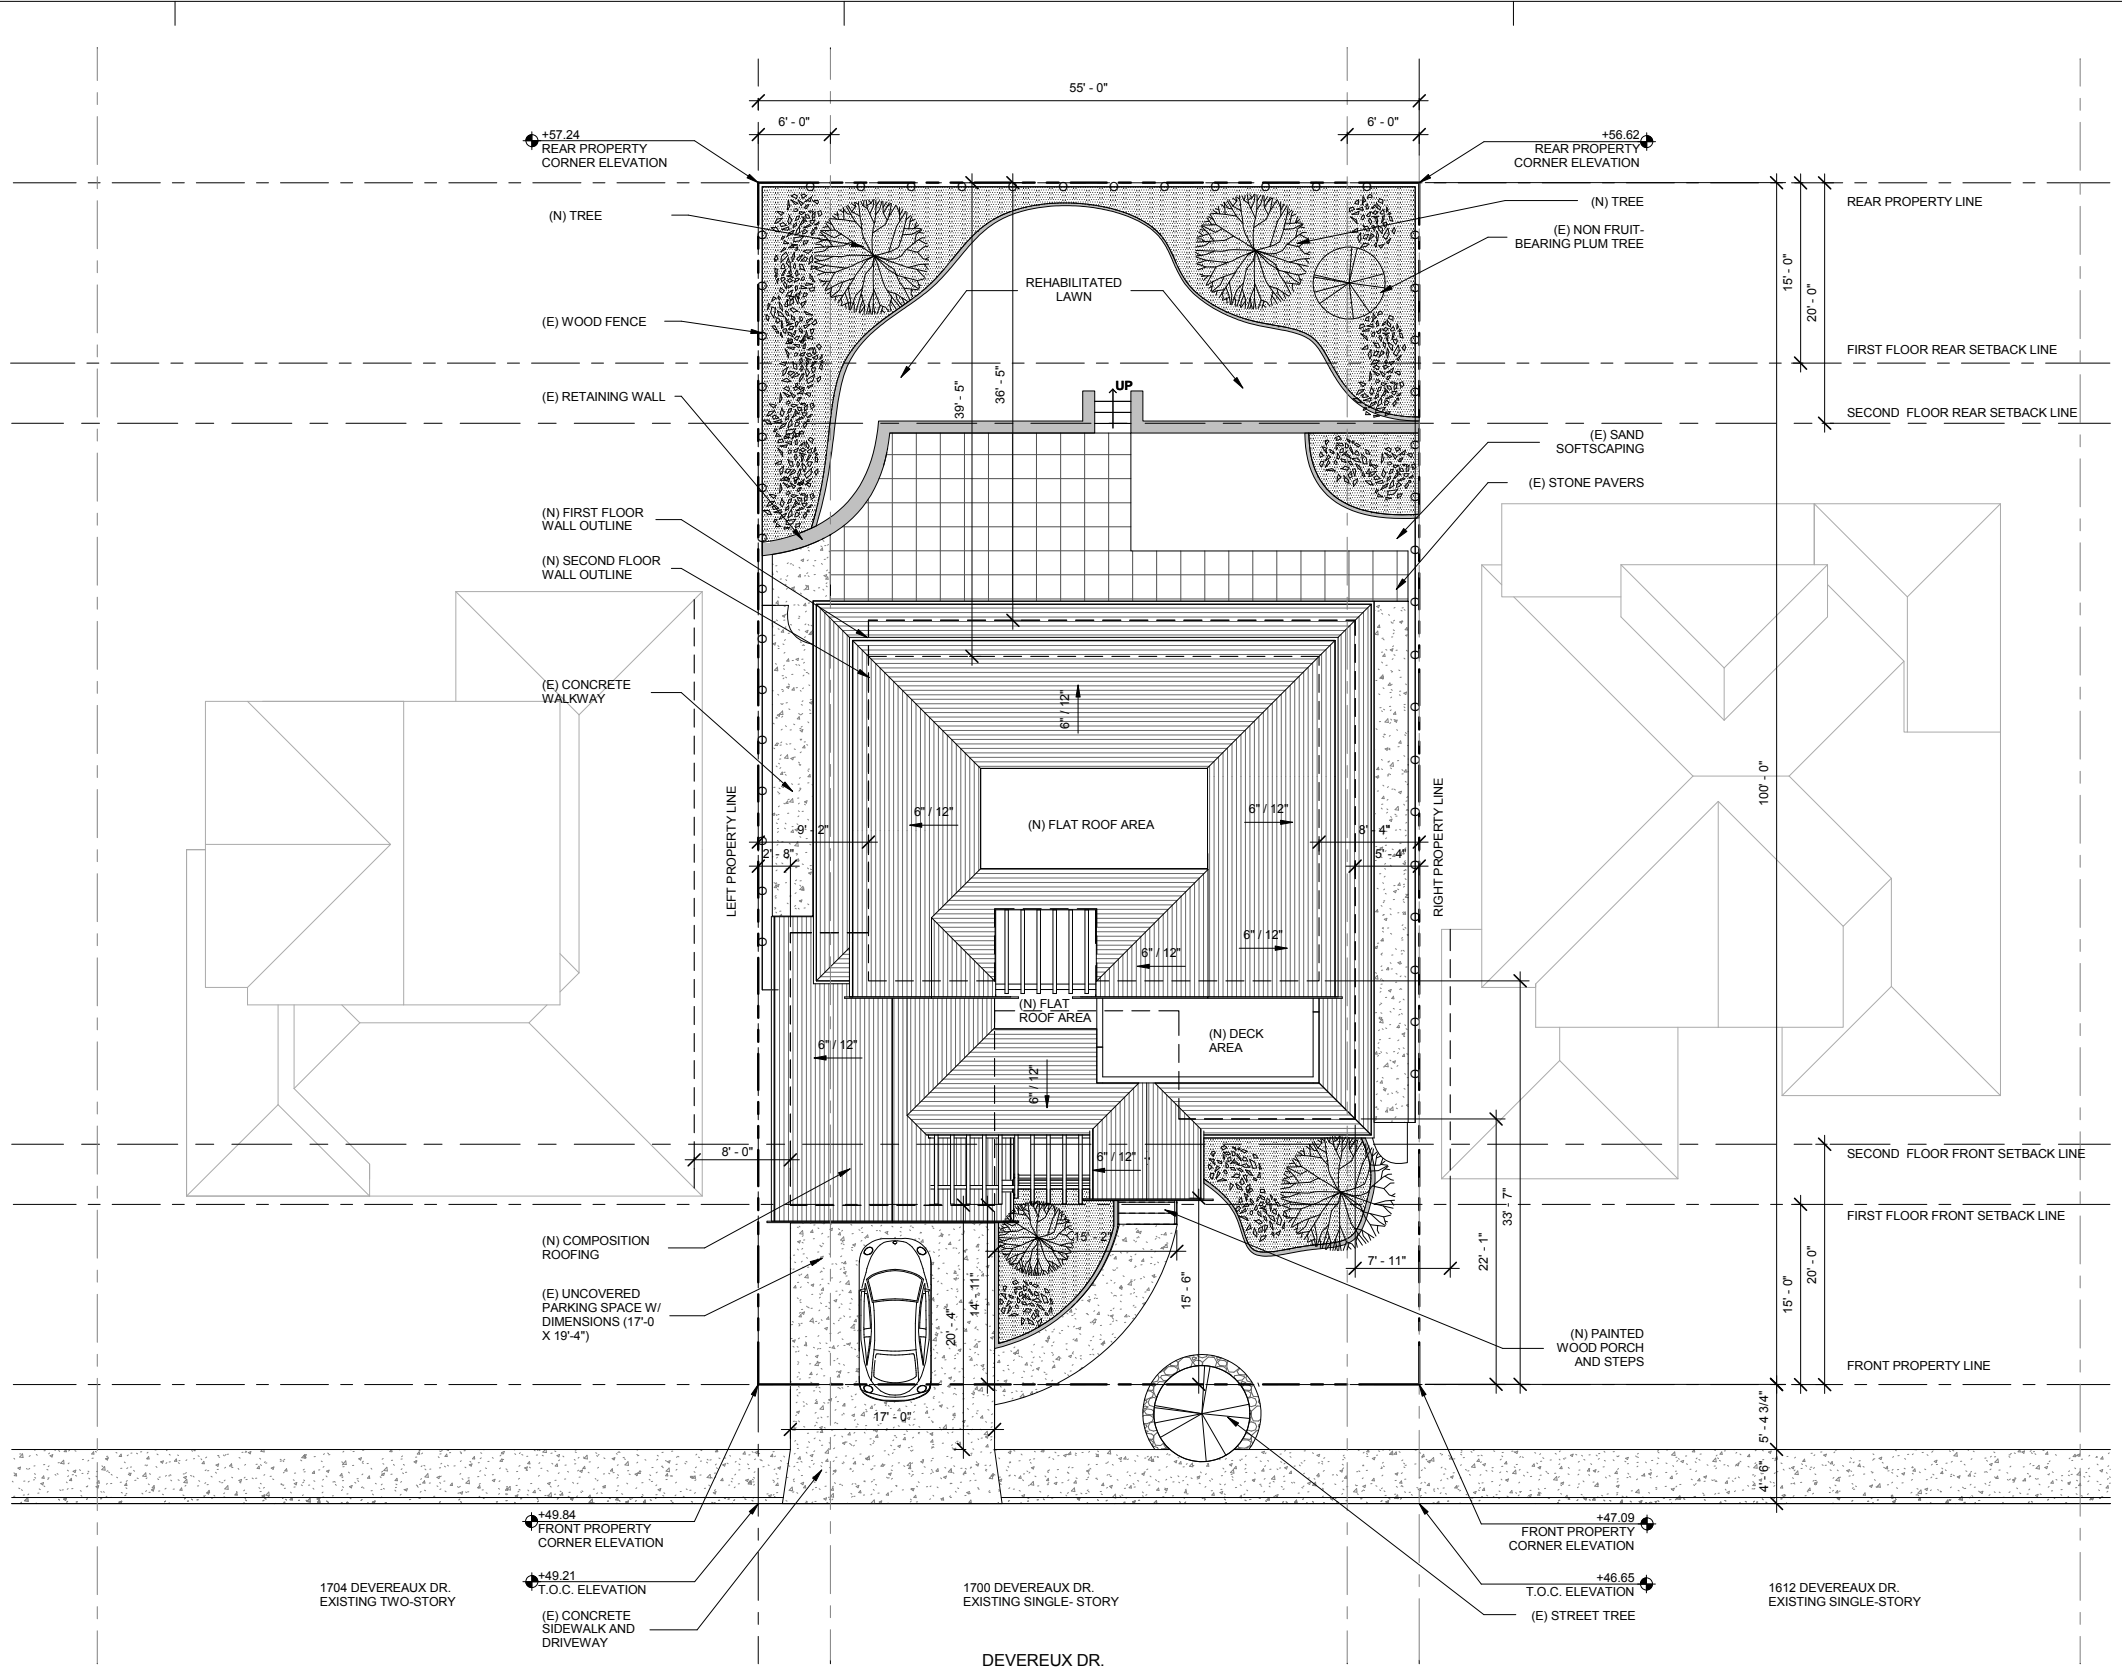 55' - 0"
6' - 0"
6' - 0"
+57.24
REAR PROPERTY
CORNER ELEVATION
+56.62
REAR PROPERTY
CORNER ELEVATION
(N) TREE
(N) TREE
REAR PROPERTY LINE
(E) NON FRUIT-
BEARING PLUM TREE
REHABILITATED
LAWN
15' - 0"
20' - 0"
(E) WOOD FENCE
FIRST FLOOR REAR SETBACK LINE
39' - 5"
36' - 5"
UP
(E) RETAINING WALL
SECOND FLOOR REAR SETBACK LINE
(E) SAND
SOFTSCAPING
(E) STONE PAVERS
(N) FIRST FLOOR
WALL OUTLINE
(N) SECOND FLOOR
WALL OUTLINE
(E) CONCRETE
WALKWAY
6" / 12"
LEFT PROPERTY LINE
RIGHT PROPERTY LINE
100' - 0"
6" / 12"
6" / 12"
(N) FLAT ROOF AREA
9' - 2"
8' - 4"
2' - 8"
5' - 4"
6" / 12"
6" / 12"
(N) FLAT
ROOF AREA
(N) DECK
AREA
6" / 12"
6" / 12"
8' - 0"
6" / 12"
SECOND FLOOR FRONT SETBACK LINE
FIRST FLOOR FRONT SETBACK LINE
33' - 7"
22' - 1"
(N) COMPOSITION
ROOFING
15' - 2"
7' - 11"
15' - 0"
20' - 0"
(E) UNCOVERED
PARKING SPACE W/
DIMENSIONS (17'-0
X 19'-4")
20' - 4"
14' - 11"
15' - 6"
(N) PAINTED
WOOD PORCH
AND STEPS
FRONT PROPERTY LINE
17' - 0"
5' - 4 3/4"
4' - 6"
+49.84
FRONT PROPERTY
CORNER ELEVATION
+47.09
FRONT PROPERTY
CORNER ELEVATION
+49.21
T.O.C. ELEVATION
+46.65
T.O.C. ELEVATION
1704 DEVEREAUX DR.
EXISTING TWO-STORY
1700 DEVEREAUX DR.
EXISTING SINGLE- STORY
1612 DEVEREAUX DR.
EXISTING SINGLE-STORY
(E) CONCRETE
SIDEWALK AND
DRIVEWAY
(E) STREET TREE
DEVEREUX DR.